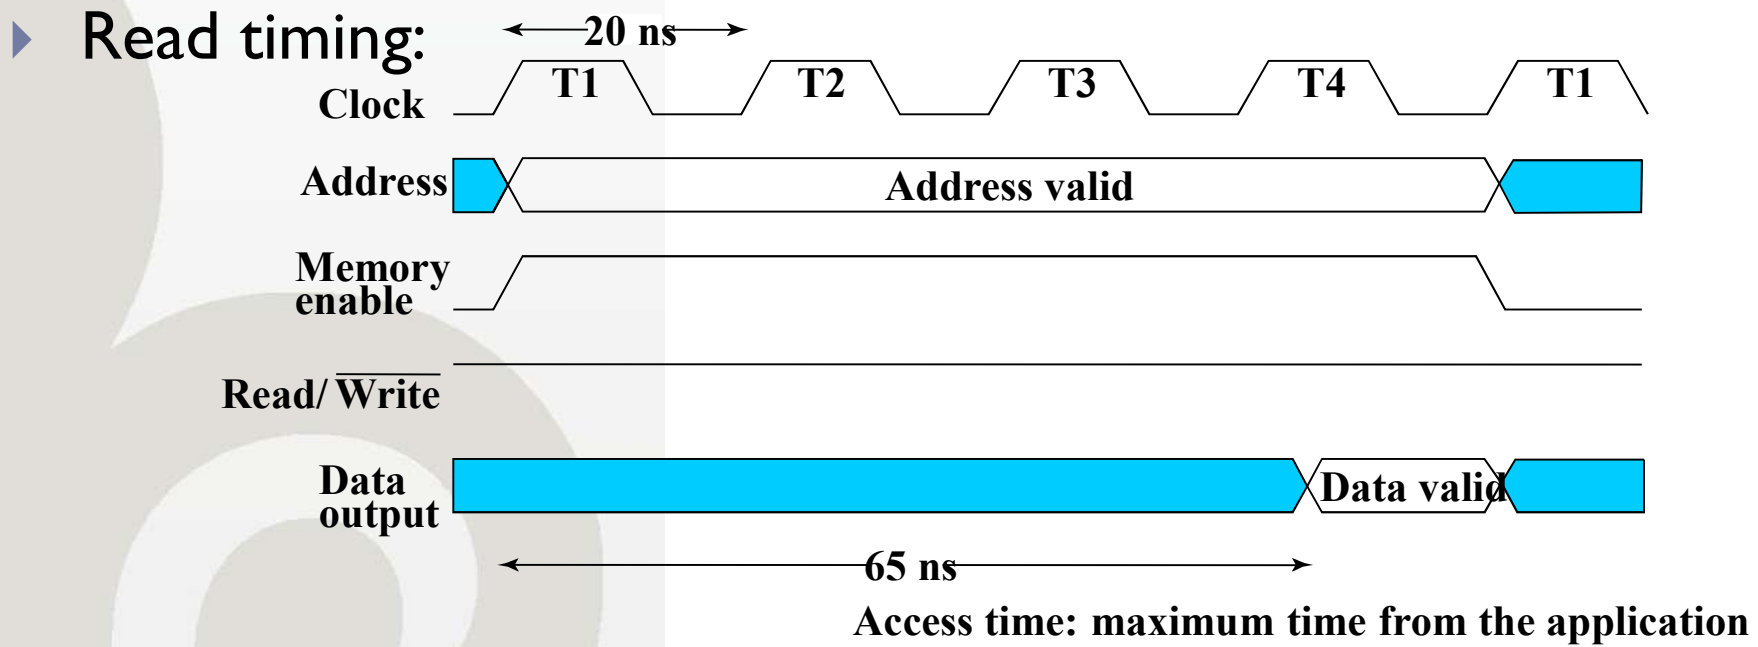 Read timing:
20 ns
T1 T2 T3 T4 T1
Clock
Address
Address valid
Memory
enable
Read/ Write
Data
output
Data valid
65 ns
Access time: maximum time from the application